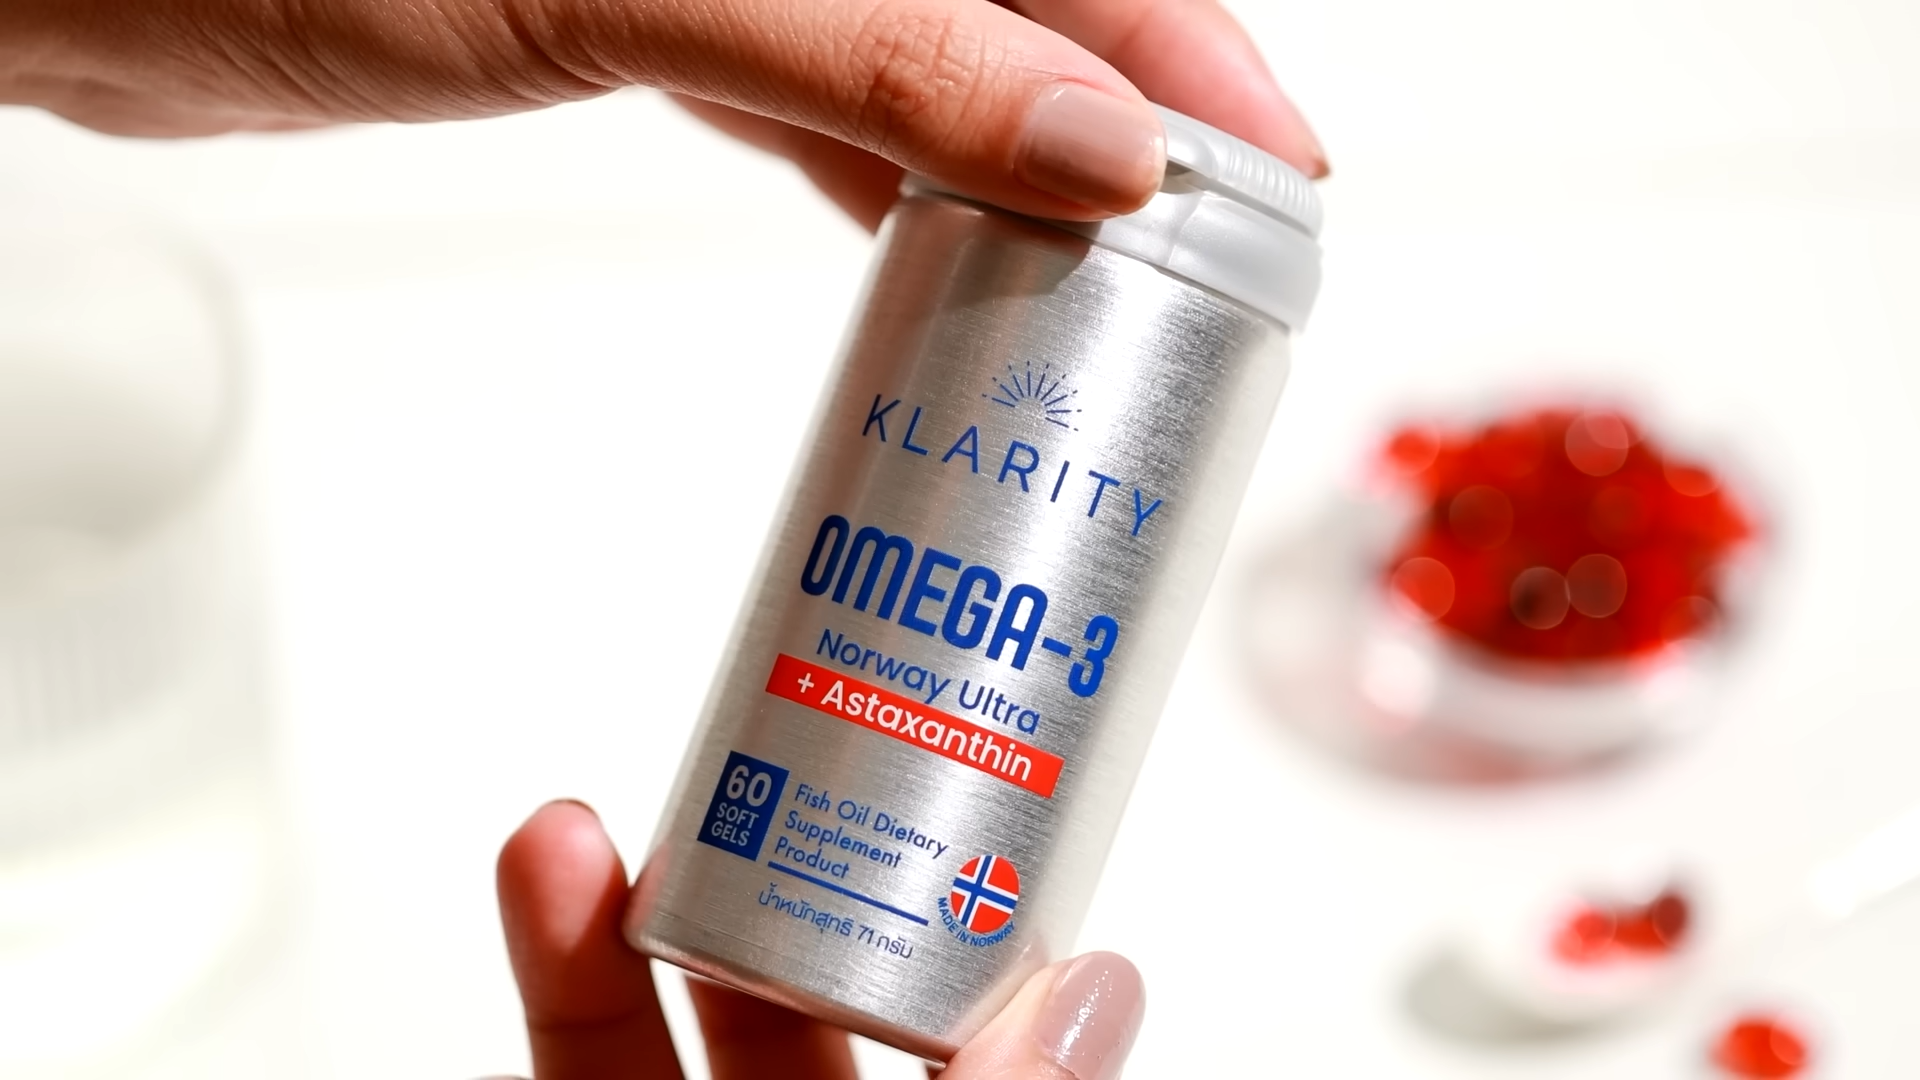 KLARITY
OMEGA-3
Norway Ultra
+ Astaxanthin
60
SOFT
GELS
Fish Oil Dietary
Supplement
Product
น้ำหนักสุทธิ 71 กรัม
MADE IN NORWAY